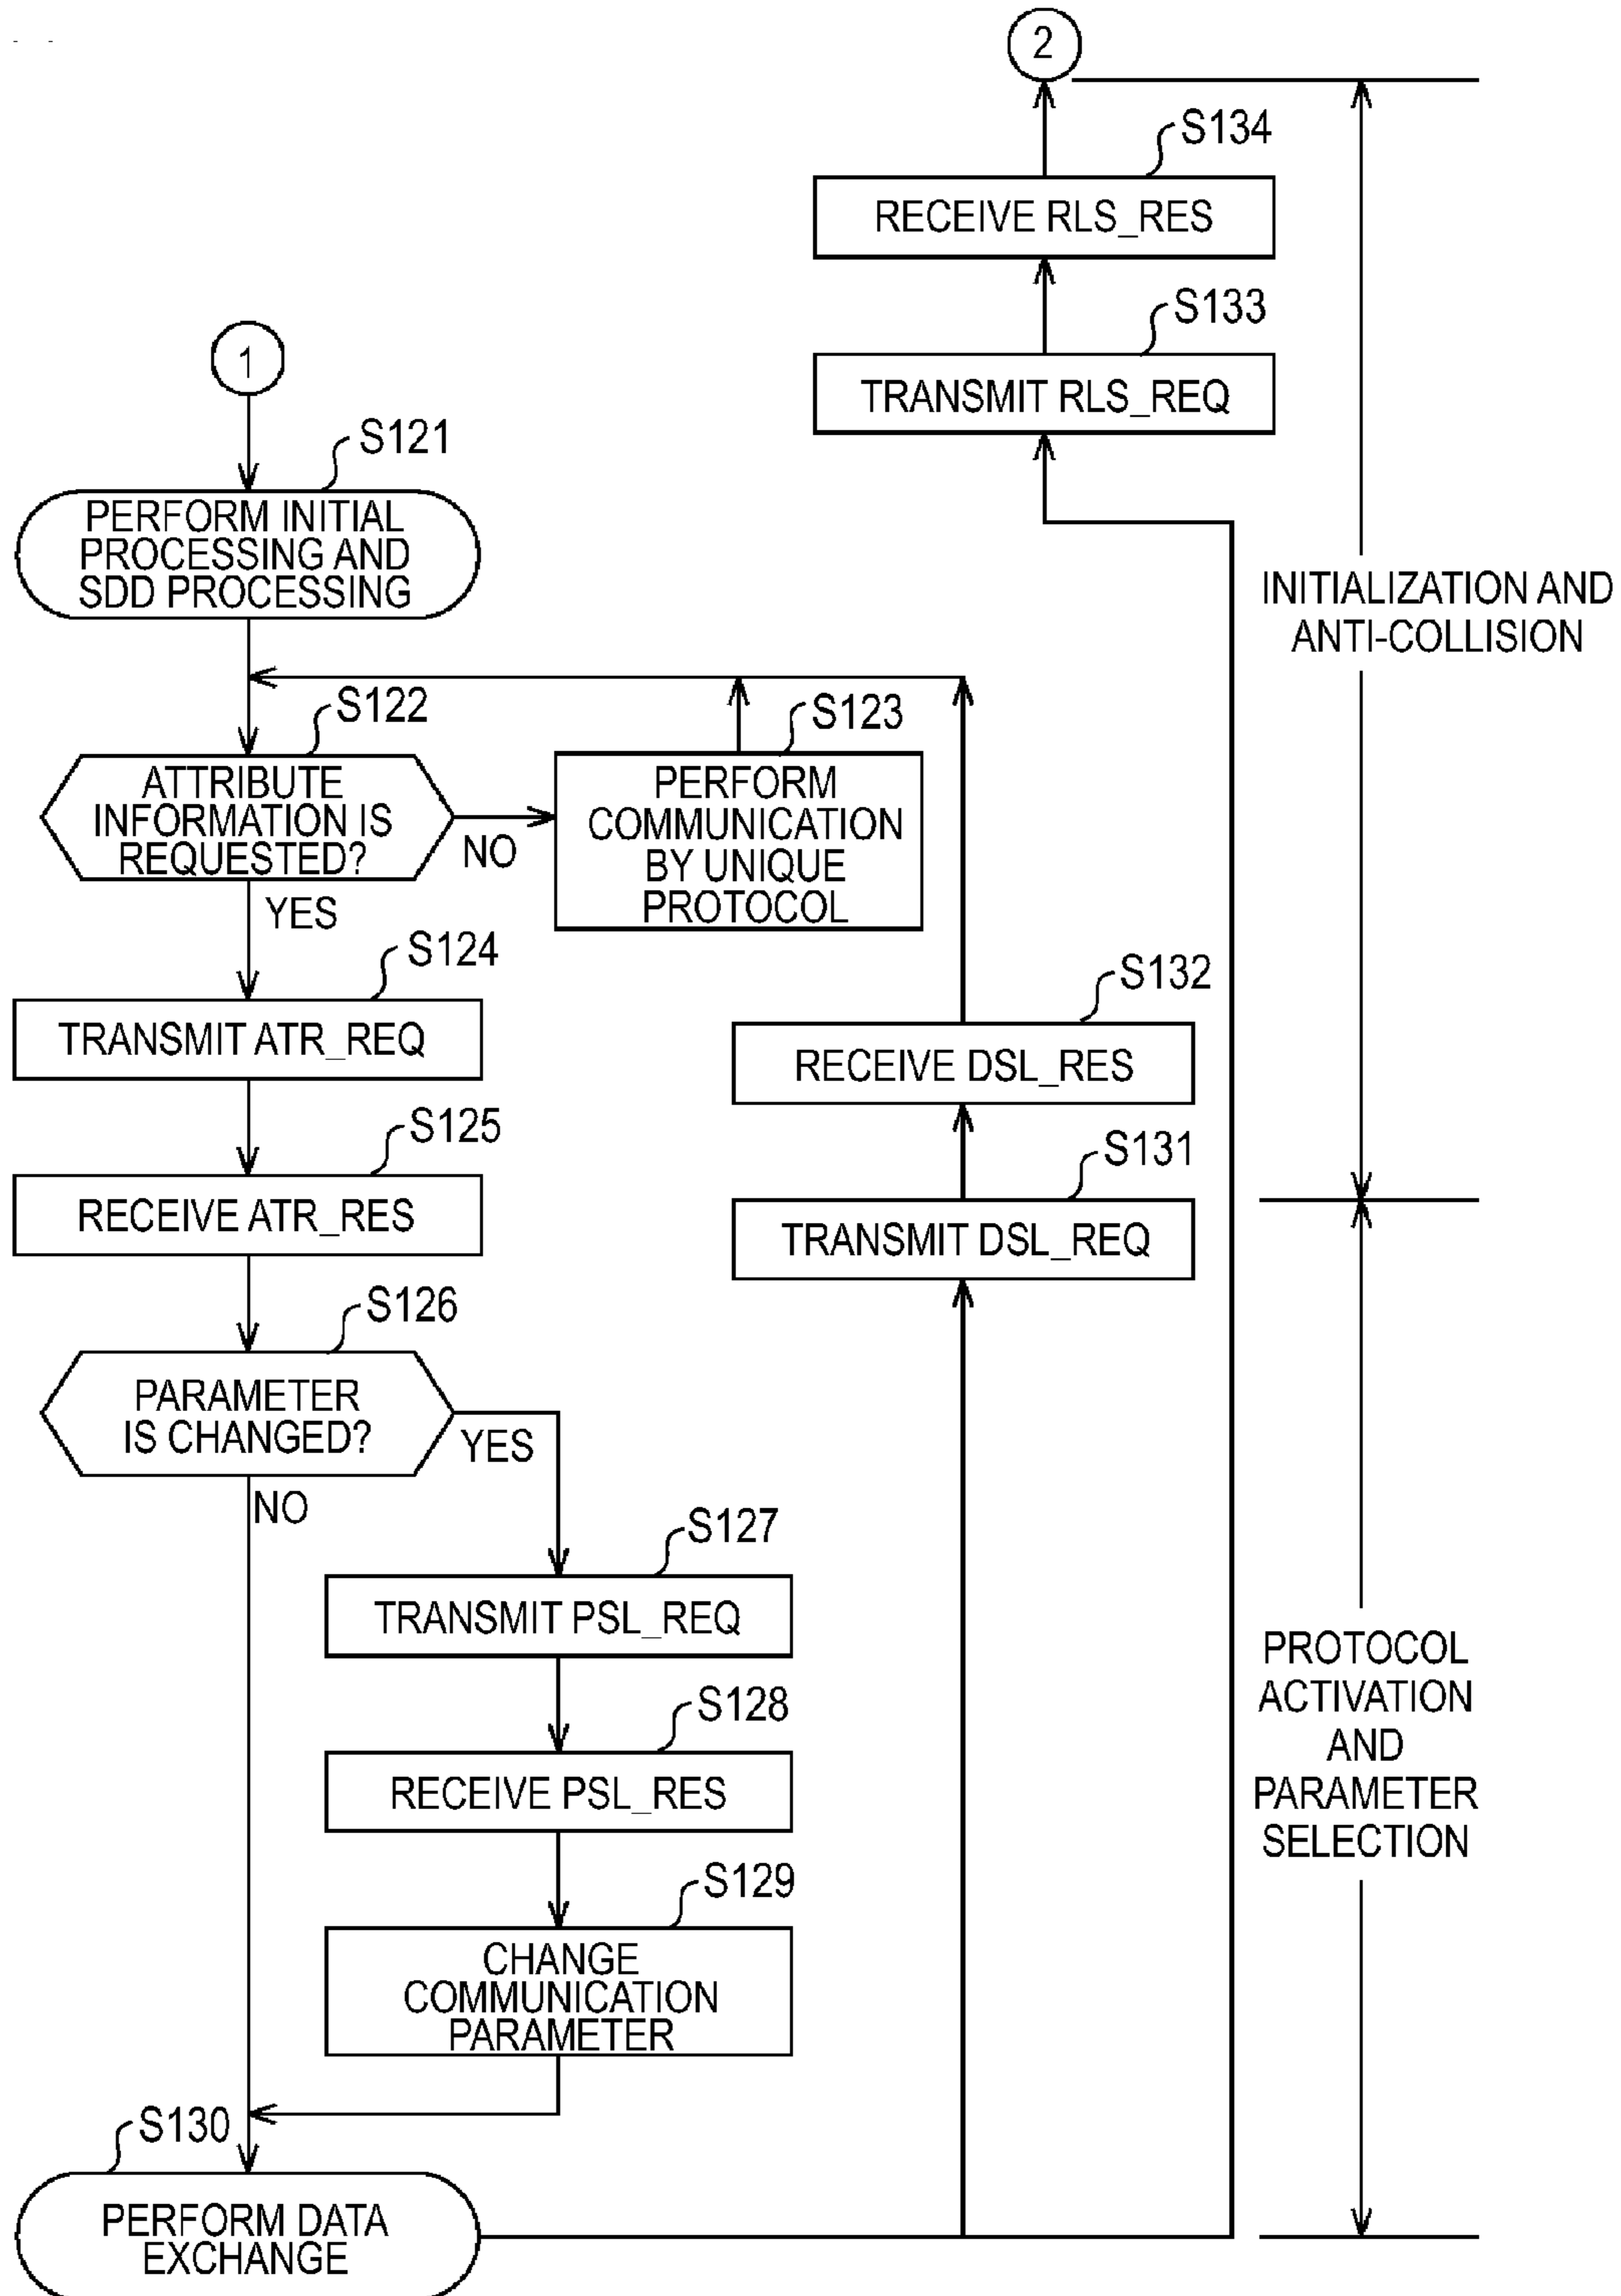 2
S134
RECEIVE RLS_RES
S133
TRANSMIT RLS_REQ
1
S121
PERFORM INITIAL
PROCESSING AND
SDD PROCESSING
INITIALIZATION AND
ANTI-COLLISION
S122
ATTRIBUTE
INFORMATION IS
REQUESTED?
NO
YES
S123
PERFORM
COMMUNICATION
BY UNIQUE
PROTOCOL
S124
TRANSMIT ATR_REQ
S132
RECEIVE DSL_RES
S125
RECEIVE ATR_RES
S131
TRANSMIT DSL_REQ
S126
PARAMETER
IS CHANGED?
YES
NO
S127
TRANSMIT PSL_REQ
S128
RECEIVE PSL_RES
PROTOCOL
ACTIVATION
AND
PARAMETER
SELECTION
S129
CHANGE
COMMUNICATION
PARAMETER
S130
PERFORM DATA
EXCHANGE